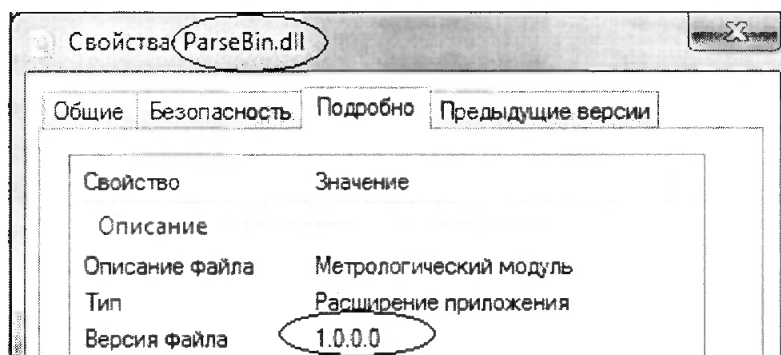 Свойства ParseBin.dll
Общие Безопасность Подробно Предыдущие версии
Свойство Значение
Описание
Описание файла Метрологический модуль
Тип Расширение приложения
Версия файла 1.0.0.0